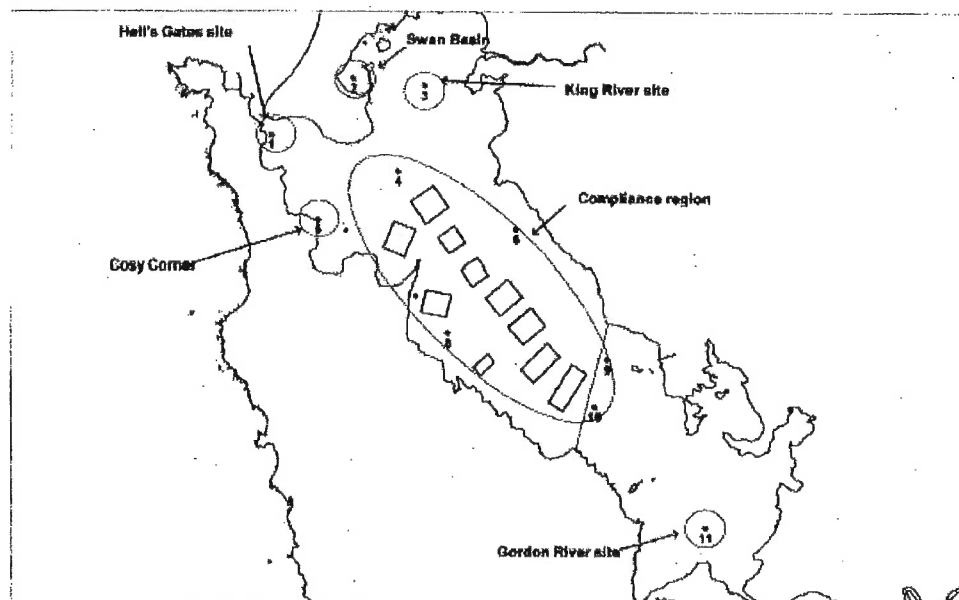 Hell's Gates site
Swan Basin
2
King River site
3
1
4
Compliance region
5
6
Cosy Corner
8
9
10
Gordon River site
11